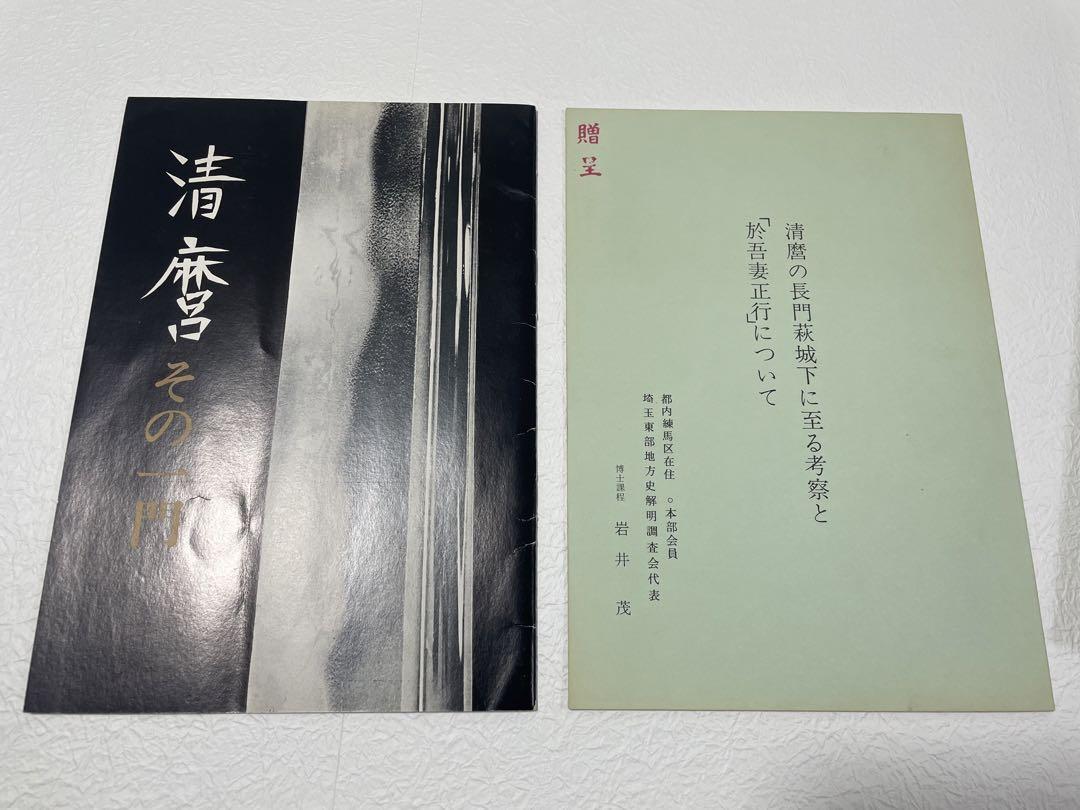 清麿
その一門
贈呈
清麿の長門萩城下に至る考察と
「於吾妻正行」について
都内練馬区在住 ○本部会員
埼玉東部地方史解明調査会代表
博士課程 岩井茂